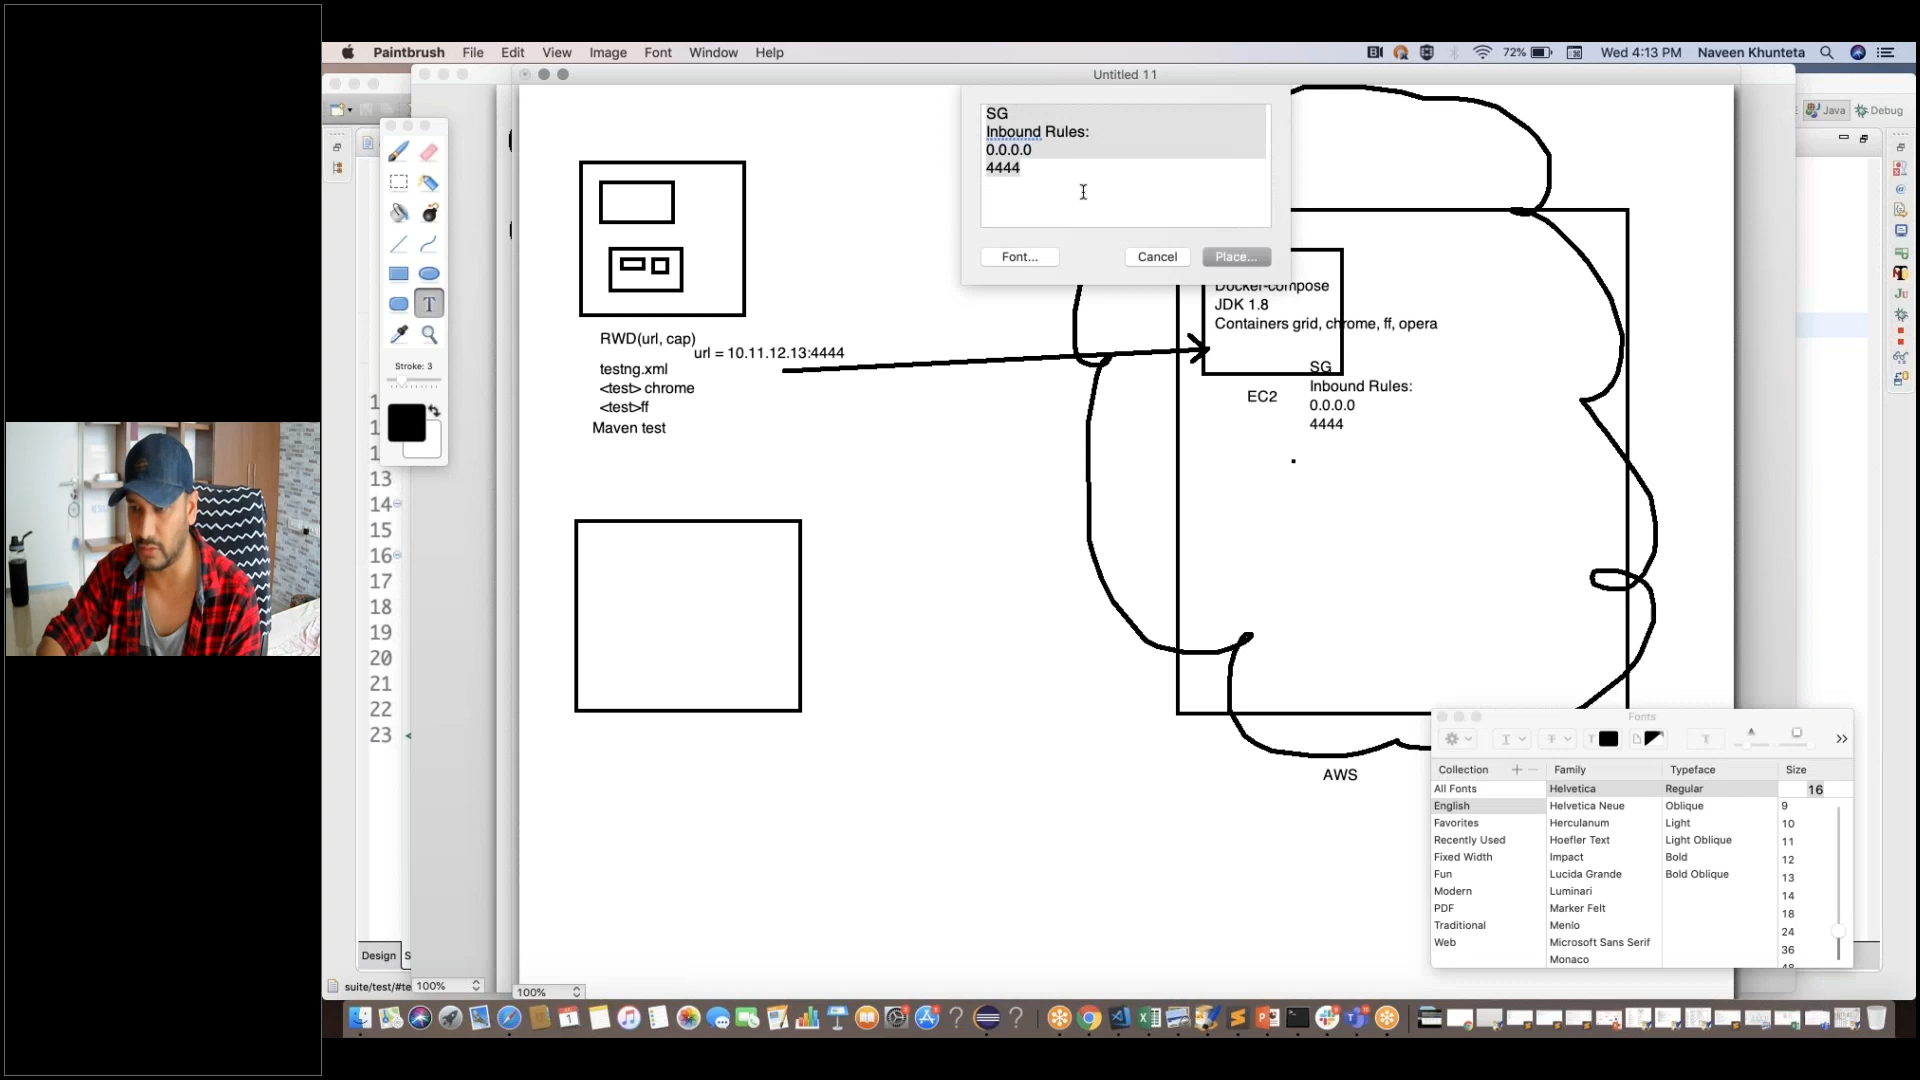 Paintbrush File Edit View Image Font Window Help
72% Wed 4:13 PM Naveen Khunteta
Untitled 11
Java Debug
SG
Inbound Rules:
0.0.0.0
4444
Font... Cancel Place...
Docker-compose
JDK 1.8
Containers grid, chrome, ff, opera
EC2
SG
Inbound Rules:
0.0.0.0
4444
AWS
RWD(url, cap)
url = 10.11.12.13:4444
testng.xml
<test> chrome
<test>ff
Maven test
T
Stroke: 3
1
1
1
13
14
15
16
17
18
19
20
21
22
23
Design S
suite/test/#te
100%
100%
Fonts
Collection Family Typeface Size
All Fonts Helvetica Regular 16
English Helvetica Neue Oblique 9
Favorites Herculanum Light 10
Recently Used Hoefler Text Light Oblique 11
Fixed Width Impact Bold 12
Fun Lucida Grande Bold Oblique 13
Modern Luminari 14
PDF Marker Felt 18
Traditional Menlo 24
Web Microsoft Sans Serif 36
Monaco 48